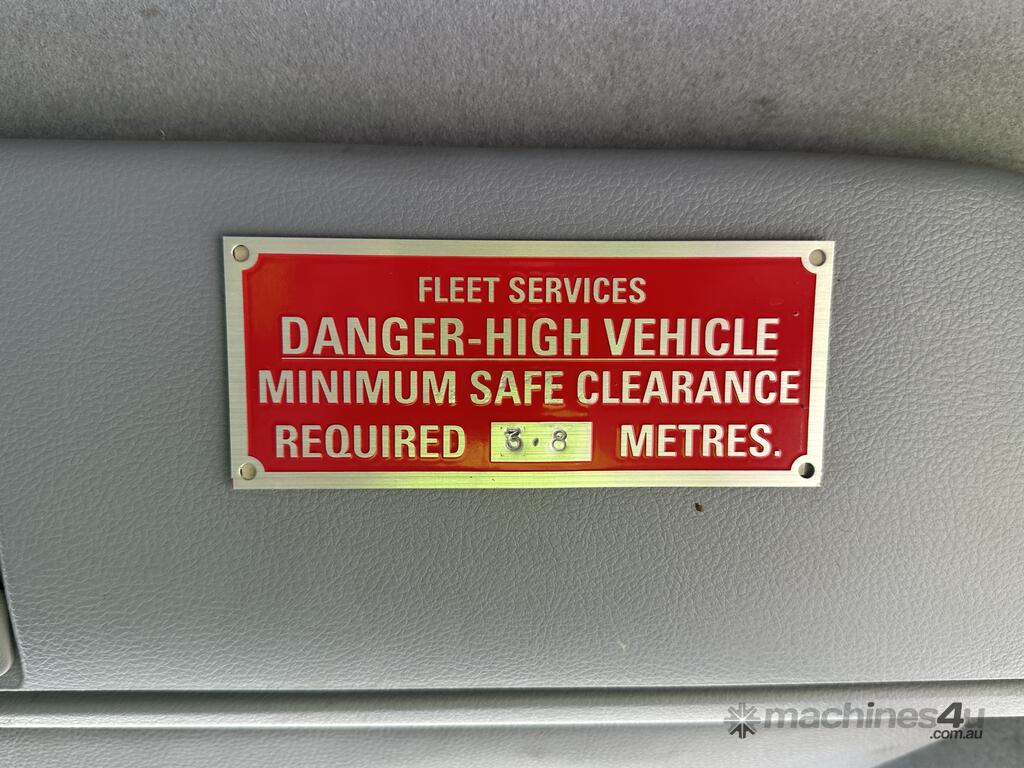 FLEET SERVICES
DANGER-HIGH VEHICLE
MINIMUM SAFE CLEARANCE
REQUIRED 3.8 METRES.
machines4u
.com.au